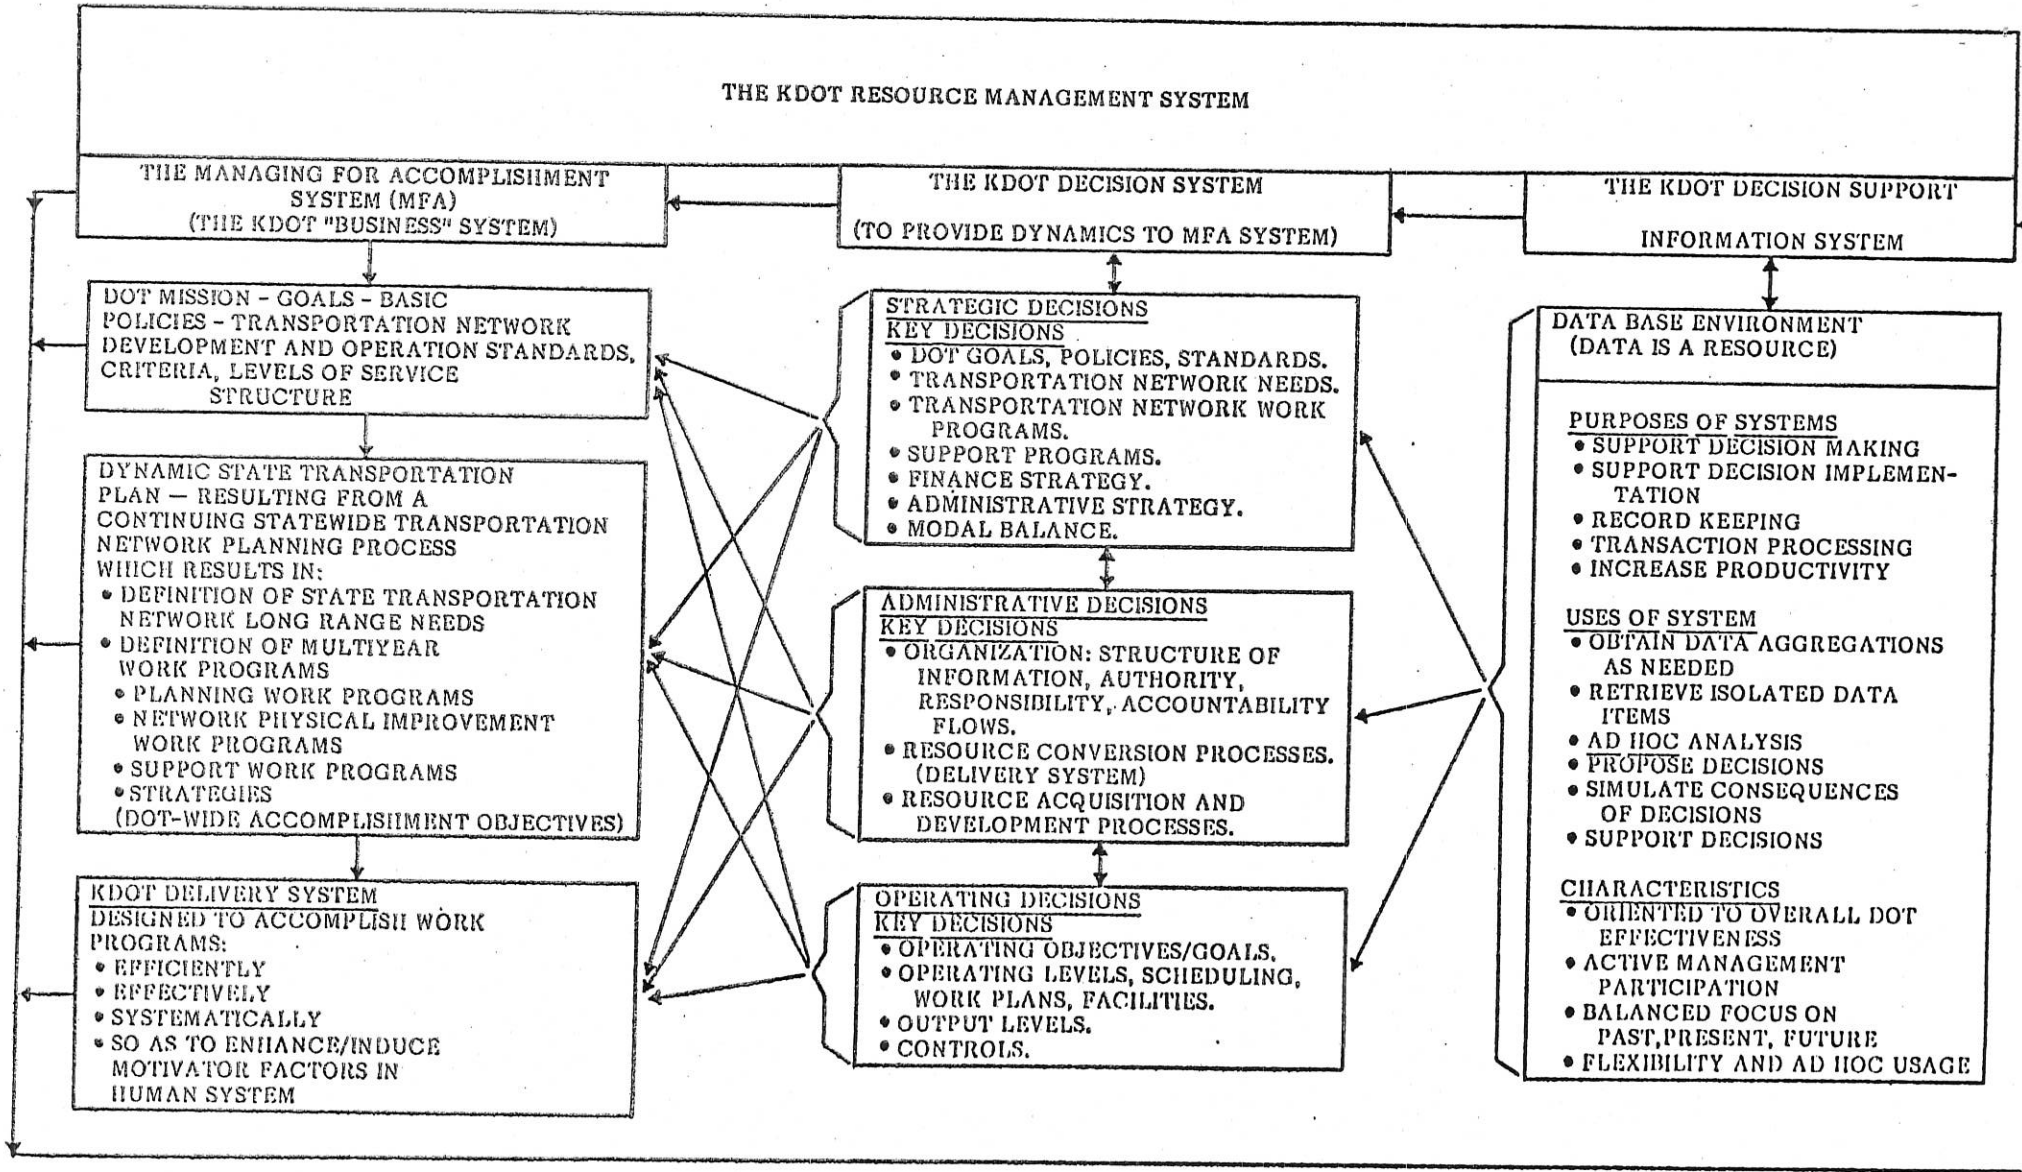 THE KDOT RESOURCE MANAGEMENT SYSTEM
THE MANAGING FOR ACCOMPLISHMENT
SYSTEM (MFA)
(THE KDOT "BUSINESS" SYSTEM)
THE KDOT DECISION SYSTEM
(TO PROVIDE DYNAMICS TO MFA SYSTEM)
THE KDOT DECISION SUPPORT
INFORMATION SYSTEM
DOT MISSION - GOALS - BASIC
POLICIES - TRANSPORTATION NETWORK
DEVELOPMENT AND OPERATION STANDARDS,
CRITERIA, LEVELS OF SERVICE
STRUCTURE
DYNAMIC STATE TRANSPORTATION
PLAN — RESULTING FROM A
CONTINUING STATEWIDE TRANSPORTATION
NETWORK PLANNING PROCESS
WHICH RESULTS IN:
• DEFINITION OF STATE TRANSPORTATION
NETWORK LONG RANGE NEEDS
• DEFINITION OF MULTIYEAR
WORK PROGRAMS
• PLANNING WORK PROGRAMS
• NETWORK PHYSICAL IMPROVEMENT
WORK PROGRAMS
• SUPPORT WORK PROGRAMS
• STRATEGIES
(DOT-WIDE ACCOMPLISHMENT OBJECTIVES)
KDOT DELIVERY SYSTEM
DESIGNED TO ACCOMPLISH WORK
PROGRAMS:
• EFFICIENTLY
• EFFECTIVELY
• SYSTEMATICALLY
• SO AS TO ENHANCE/INDUCE
MOTIVATOR FACTORS IN
HUMAN SYSTEM
STRATEGIC DECISIONS
KEY DECISIONS
• DOT GOALS, POLICIES, STANDARDS.
• TRANSPORTATION NETWORK NEEDS.
• TRANSPORTATION NETWORK WORK
PROGRAMS.
• SUPPORT PROGRAMS.
• FINANCE STRATEGY.
• ADMINISTRATIVE STRATEGY.
• MODAL BALANCE.
ADMINISTRATIVE DECISIONS
KEY DECISIONS
• ORGANIZATION: STRUCTURE OF
INFORMATION, AUTHORITY,
RESPONSIBILITY, ACCOUNTABILITY
FLOWS.
• RESOURCE CONVERSION PROCESSES.
(DELIVERY SYSTEM)
• RESOURCE ACQUISITION AND
DEVELOPMENT PROCESSES.
OPERATING DECISIONS
KEY DECISIONS
• OPERATING OBJECTIVES/GOALS.
• OPERATING LEVELS, SCHEDULING,
WORK PLANS, FACILITIES.
• OUTPUT LEVELS.
• CONTROLS.
DATA BASE ENVIRONMENT
(DATA IS A RESOURCE)
PURPOSES OF SYSTEMS
• SUPPORT DECISION MAKING
• SUPPORT DECISION IMPLEMEN-
TATION
• RECORD KEEPING
• TRANSACTION PROCESSING
• INCREASE PRODUCTIVITY
USES OF SYSTEM
• OBTAIN DATA AGGREGATIONS
AS NEEDED
• RETRIEVE ISOLATED DATA
ITEMS
• AD HOC ANALYSIS
• PROPOSE DECISIONS
• SIMULATE CONSEQUENCES
OF DECISIONS
• SUPPORT DECISIONS
CHARACTERISTICS
• ORIENTED TO OVERALL DOT
EFFECTIVENESS
• ACTIVE MANAGEMENT
PARTICIPATION
• BALANCED FOCUS ON
PAST,PRESENT, FUTURE
• FLEXIBILITY AND AD HOC USAGE